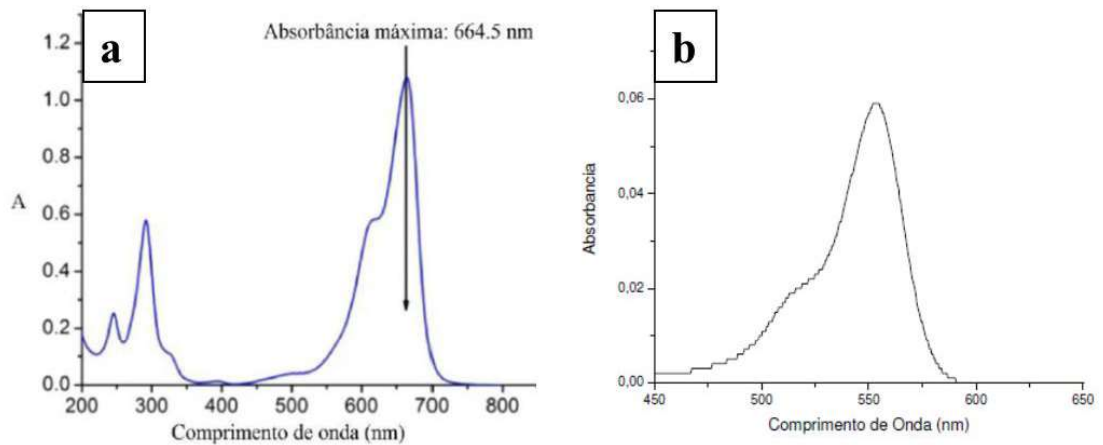 a
Absorbância máxima: 664.5 nm
1.2
1.0
0.8
A
0.6
0.4
0.2
0.0
200 300 400 500 600 700 800
Comprimento de onda (nm)
b
0,06
Absorbancia
0,04
0,02
0,00
450 500 550 600 650
Comprimento de Onda (nm)